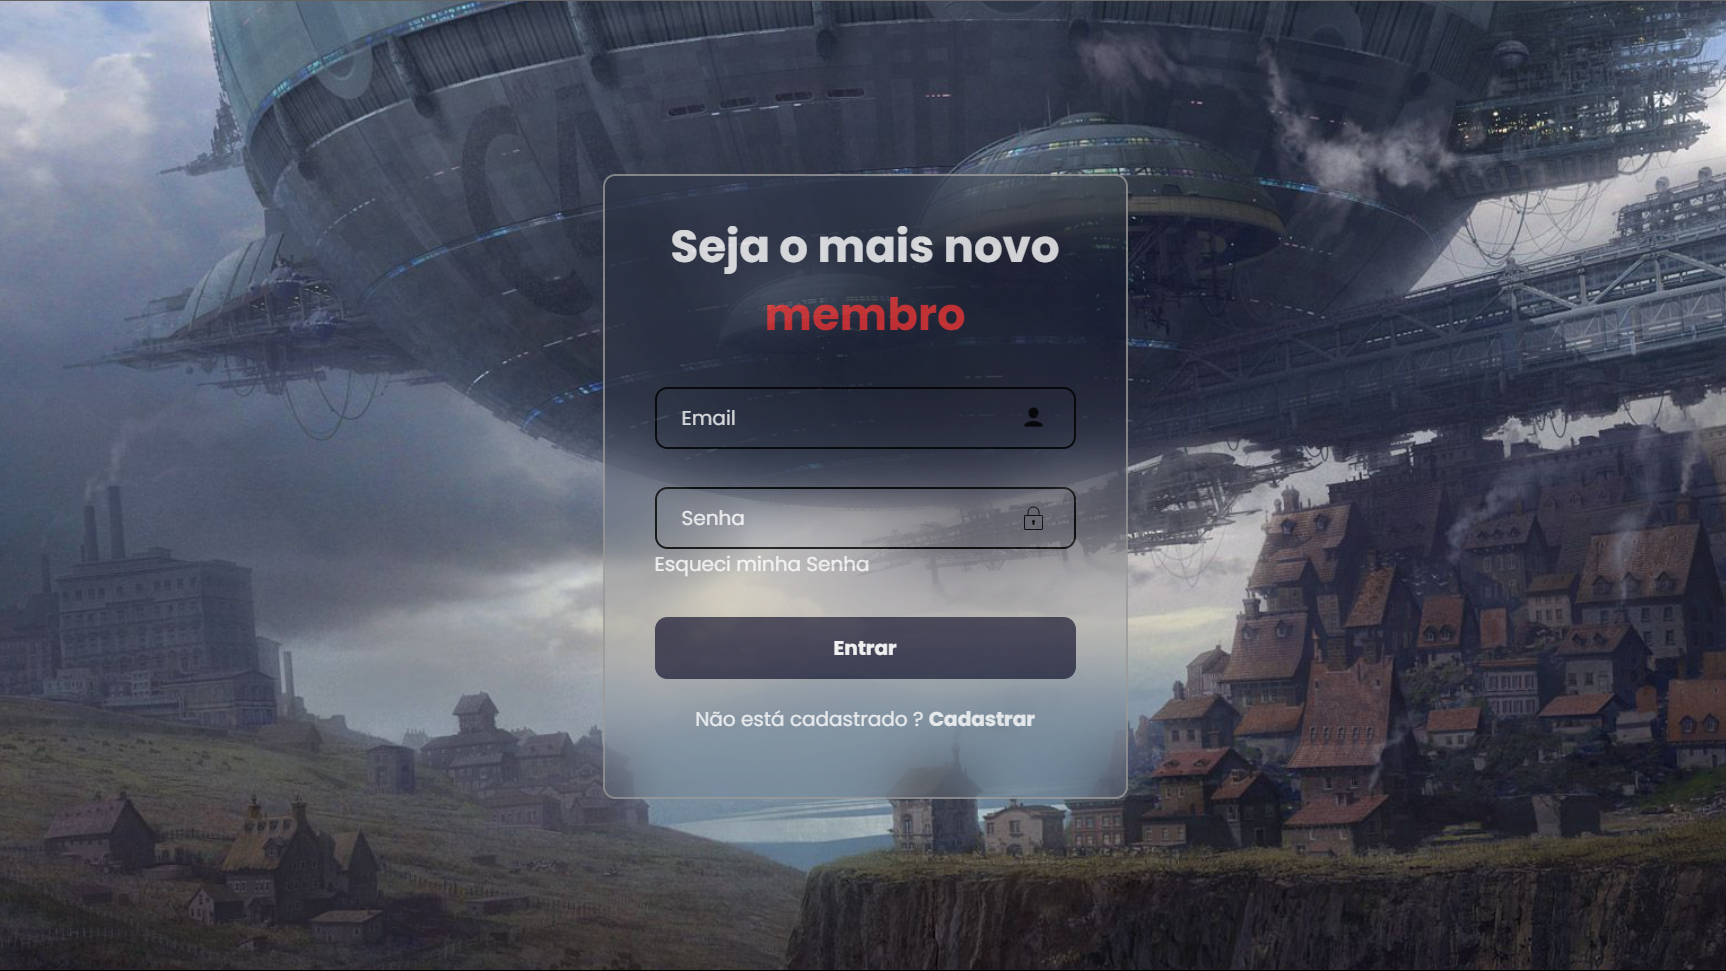 Seja o mais novo
membro
Email
Senha
Esqueci minha Senha
Entrar
Não está cadastrado ? Cadastrar